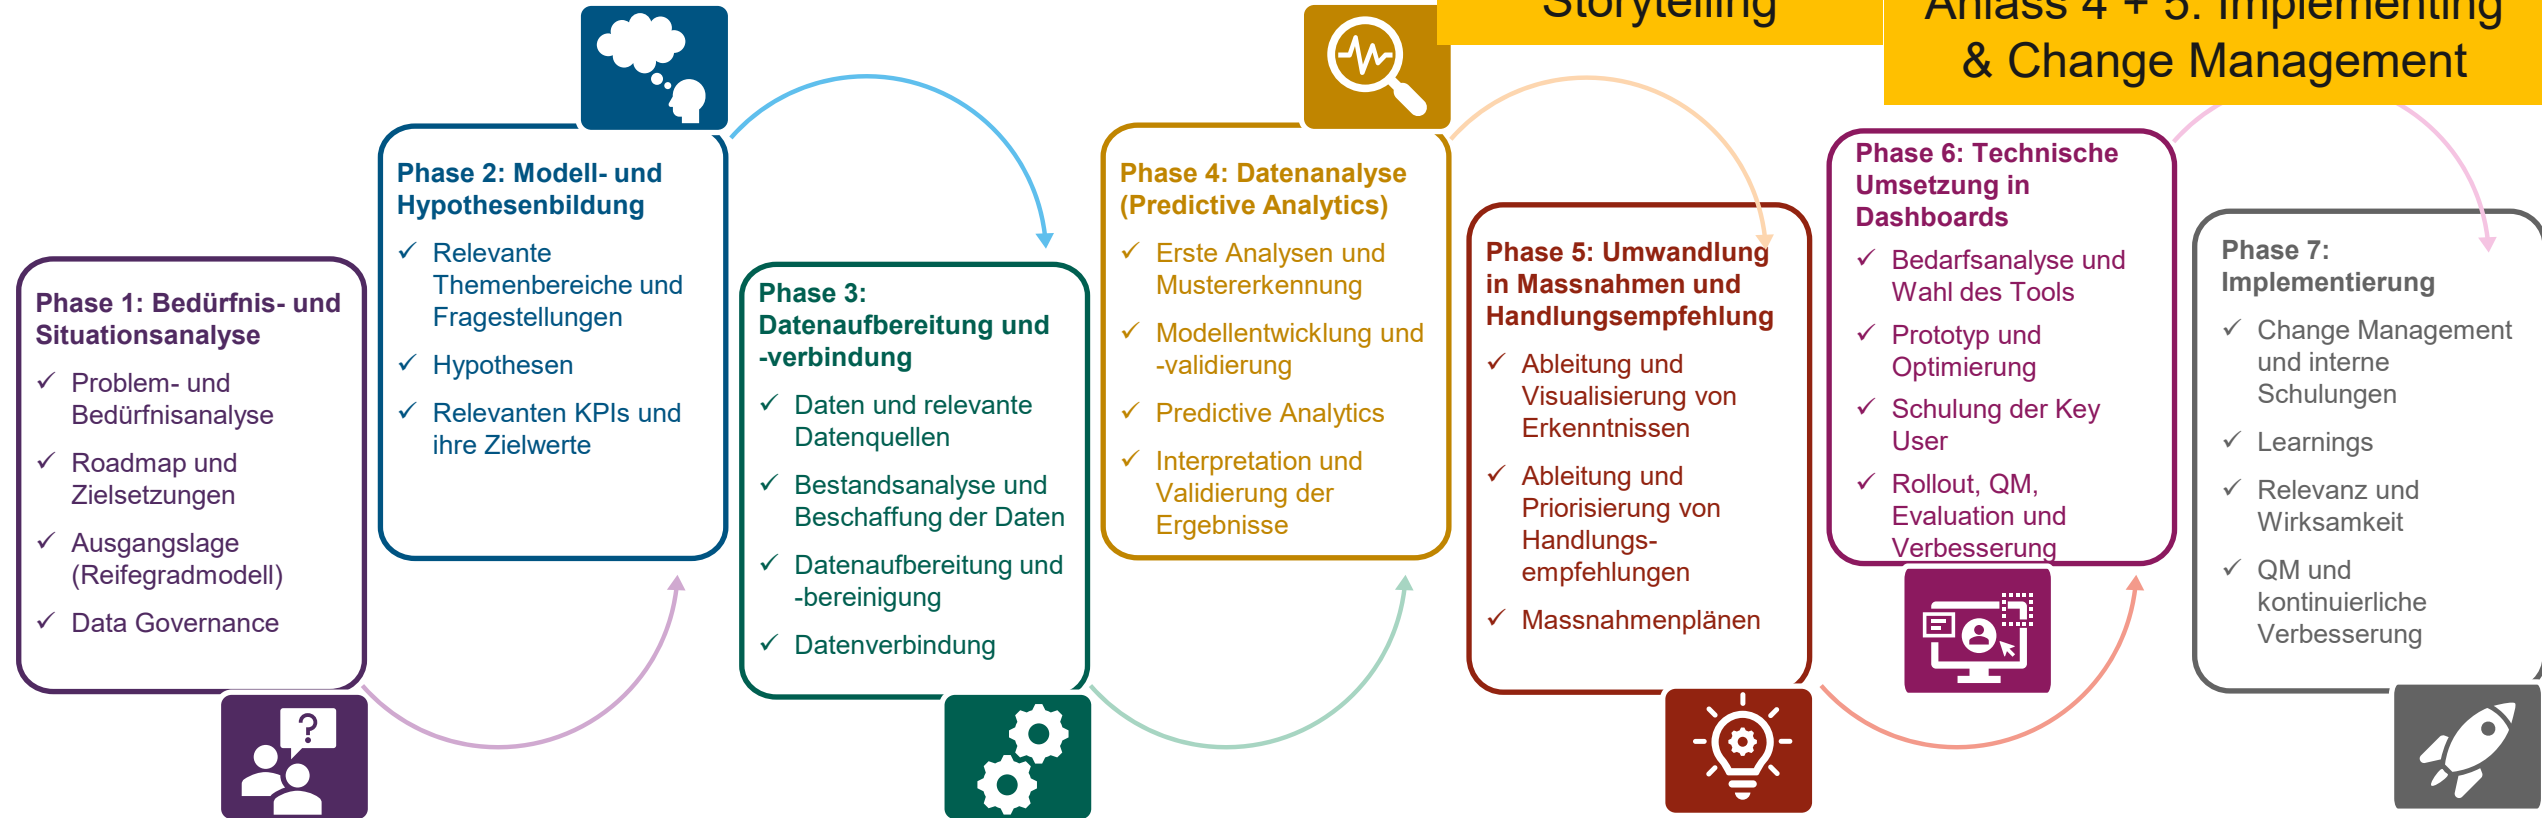 Storytelling
Anlass 4 + 5: Implementing
& Change Management
Phase 1: Bedürfnis- und
Situationsanalyse
✓ Problem- und
Bedürfnisanalyse
✓ Roadmap und
Zielsetzungen
✓ Ausgangslage
(Reifegradmodell)
✓ Data Governance
?
Phase 2: Modell- und
Hypothesenbildung
✓ Relevante
Themenbereiche und
Fragestellungen
✓ Hypothesen
✓ Relevanten KPIs und
ihre Zielwerte
Phase 3:
Datenaufbereitung und
-verbindung
✓ Daten und relevante
Datenquellen
✓ Bestandsanalyse und
Beschaffung der Daten
✓ Datenaufbereitung und
-bereinigung
✓ Datenverbindung
Phase 4: Datenanalyse
(Predictive Analytics)
✓ Erste Analysen und
Mustererkennung
✓ Modellentwicklung und
-validierung
✓ Predictive Analytics
✓ Interpretation und
Validierung der
Ergebnisse
Phase 5: Umwandlung
in Massnahmen und
Handlungsempfehlung
✓ Ableitung und
Visualisierung von
Erkenntnissen
✓ Ableitung und
Priorisierung von
Handlungs-
empfehlungen
✓ Massnahmenplänen
Phase 6: Technische
Umsetzung in
Dashboards
✓ Bedarfsanalyse und
Wahl des Tools
✓ Prototyp und
Optimierung
✓ Schulung der Key
User
✓ Rollout, QM,
Evaluation und
Verbesserung
Phase 7:
Implementierung
✓ Change Management
und interne
Schulungen
✓ Learnings
✓ Relevanz und
Wirksamkeit
✓ QM und
kontinuierliche
Verbesserung